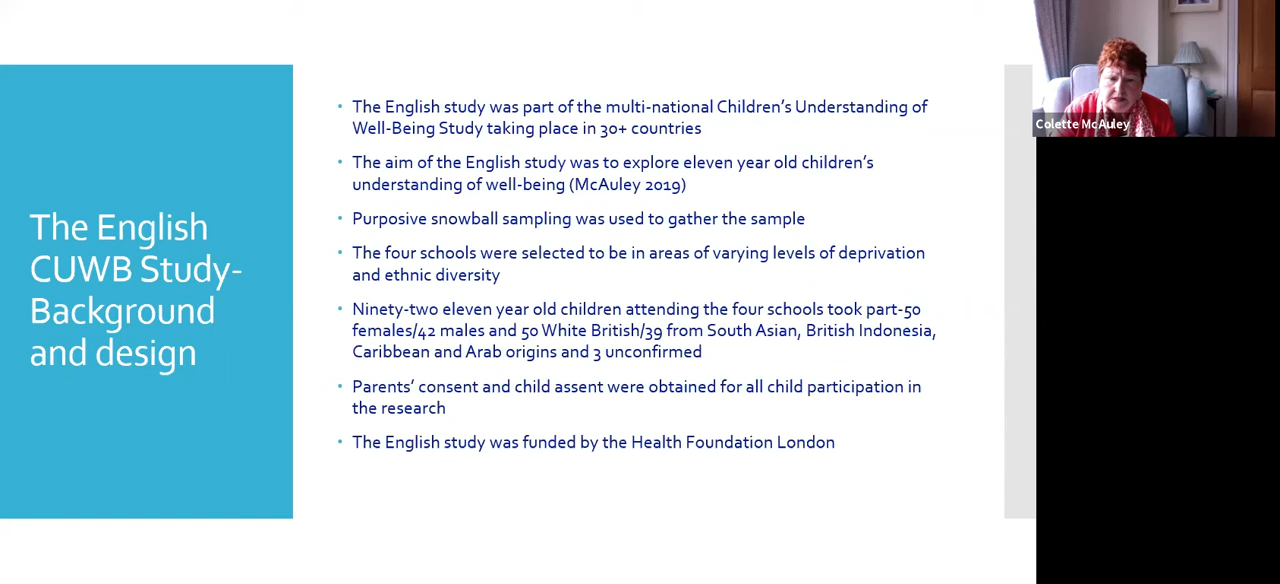 The English
CUWB Study-
Background
and design
• The English study was part of the multi-national Children's Understanding of
Well-Being Study taking place in 30+ countries
• The aim of the English study was to explore eleven year old children's
understanding of well-being (McAuley 2019)
• Purposive snowball sampling was used to gather the sample
• The four schools were selected to be in areas of varying levels of deprivation
and ethnic diversity
• Ninety-two eleven year old children attending the four schools took part-50
females/42 males and 50 White British/39 from South Asian, British Indonesia,
Caribbean and Arab origins and 3 unconfirmed
• Parents' consent and child assent were obtained for all child participation in
the research
• The English study was funded by the Health Foundation London
Colette McAuley